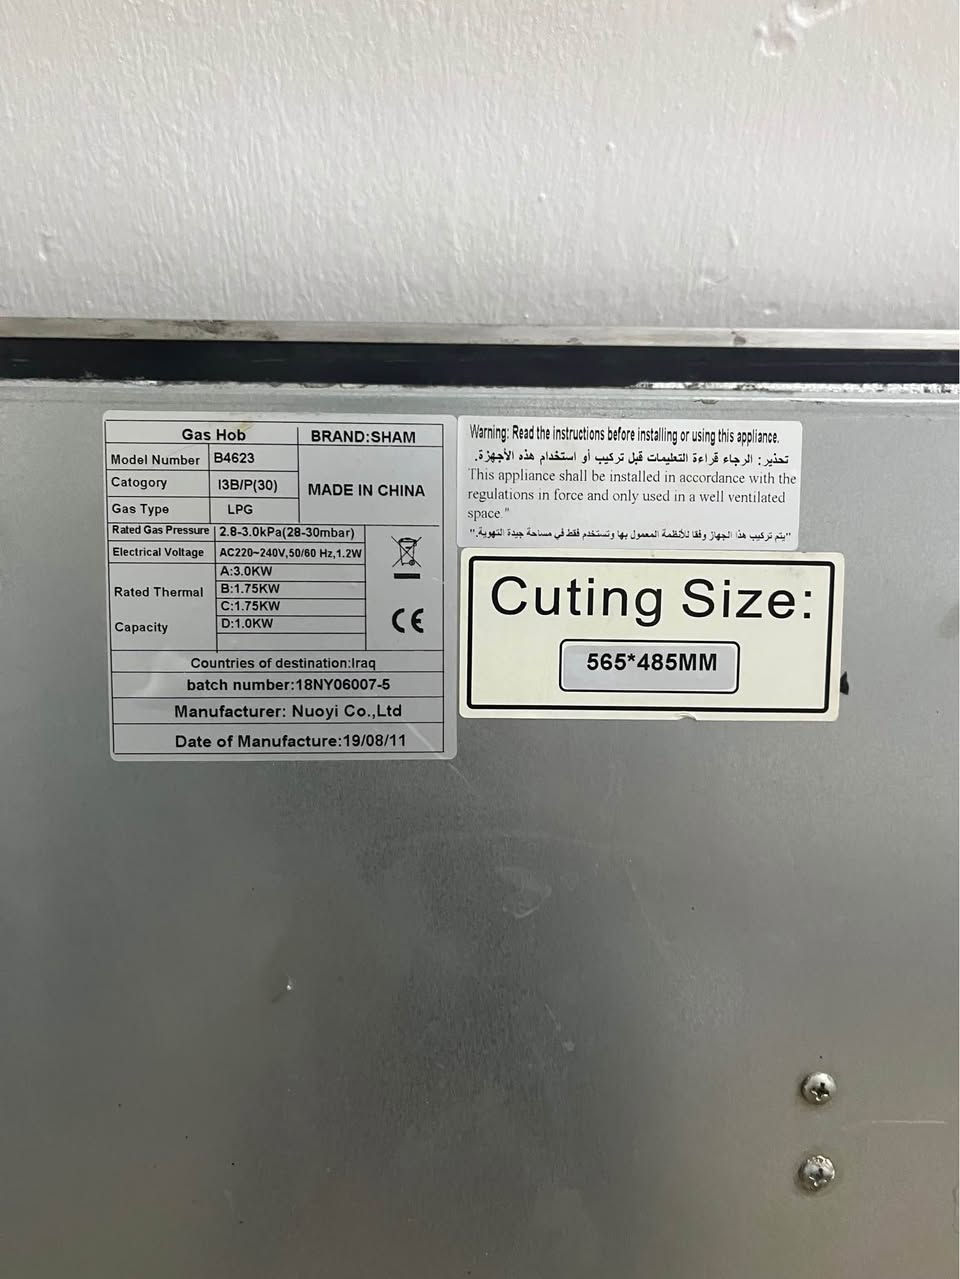 Gas Hob BRAND:SHAM
Model Number B4623
Catogory I3B/P(30) MADE IN CHINA
Gas Type LPG
Rated Gas Pressure 2.8-3.0kPa(28-30mbar)
Electrical Voltage AC220~240V,50/60 Hz,1.2W
Rated Thermal Capacity
A:3.0KW
B:1.75KW
C:1.75KW
D:1.0KW
CE
Countries of destination:Iraq
batch number:18NY06007-5
Manufacturer: Nuoyi Co.,Ltd
Date of Manufacture:19/08/11
Warning: Read the instructions before installing or using this appliance.
تحذير: الرجاء قراءة التعليمات قبل تركيب أو استخدام هذه الأجهزة.
This appliance shall be installed in accordance with the
regulations in force and only used in a well ventilated
space."
"يتم تركيب هذا الجهاز وفقا للأنظمة المعمول بها وتستخدم فقط في مساحة جيدة التهوية."
Cuting Size:
565*485MM